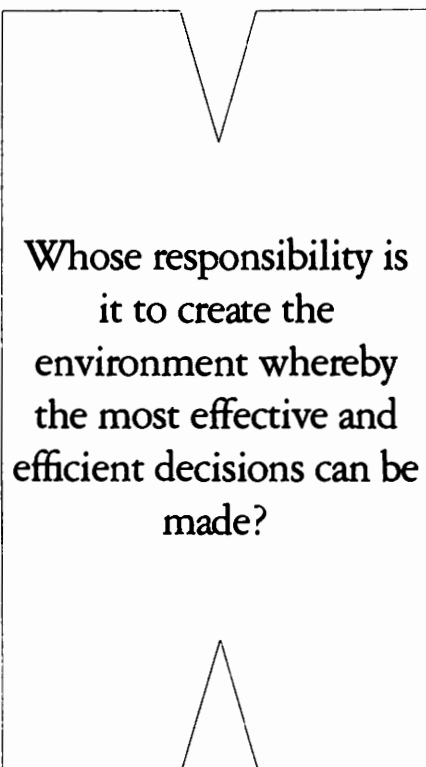 Whose responsibility is
it to create the
environment whereby
the most effective and
efficient decisions can be
made?